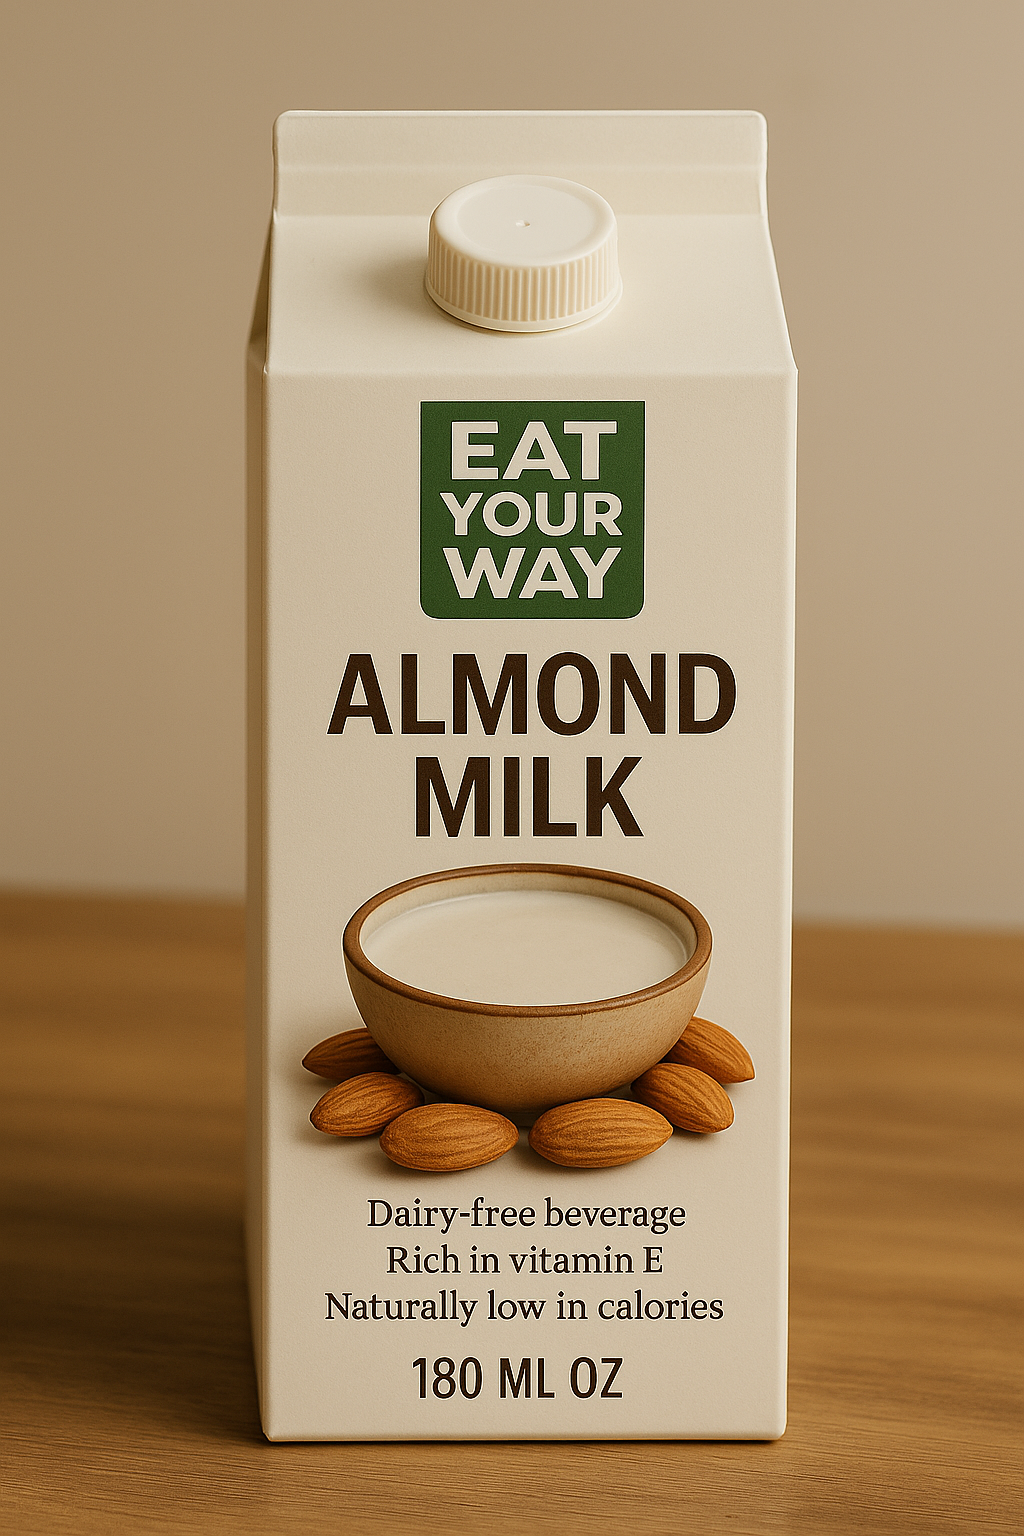 EAT
YOUR
WAY
ALMOND
MILK
Dairy-free beverage
Rich in vitamin E
Naturally low in calories
180 ML OZ